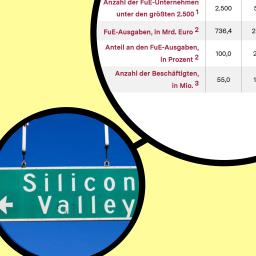 Anzahl der FuE-Unternehmen
unter den größten 2.500 1 2.500
FuE-Ausgaben, in Mrd. Euro 2 736,4
Anteil an den FuE-Ausgaben,
in Prozent 2 100,0
Anzahl der Beschäftigten,
in Mio. 3 55,0
Silicon
← Valley